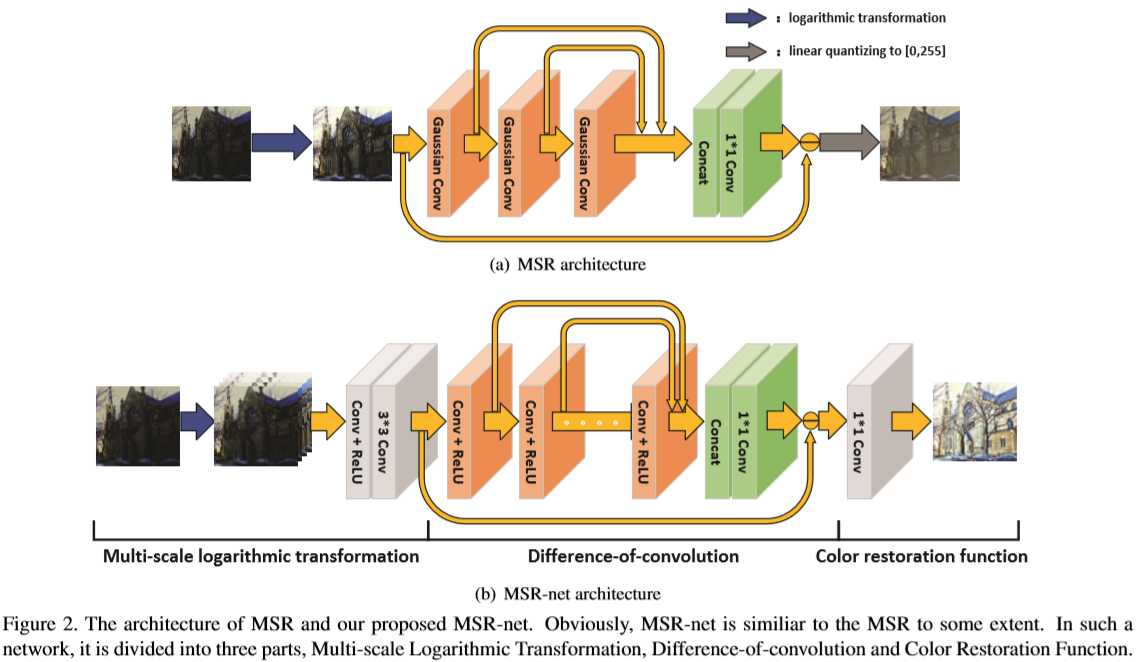 : logarithmic transformation
: linear quantizing to [0,255]
Gaussian Conv
Gaussian Conv
Gaussian Conv
Concat
1*1 Conv
(a) MSR architecture
Conv + ReLU
3*3 Conv
Conv + ReLU
Conv + ReLU
Conv + ReLU
Concat
1*1 Conv
1*1 Conv
Multi-scale logarithmic transformation
Difference-of-convolution
Color restoration function
(b) MSR-net architecture
Figure 2. The architecture of MSR and our proposed MSR-net. Obviously, MSR-net is similiar to the MSR to some extent. In such a
network, it is divided into three parts, Multi-scale Logarithmic Transformation, Difference-of-convolution and Color Restoration Function.